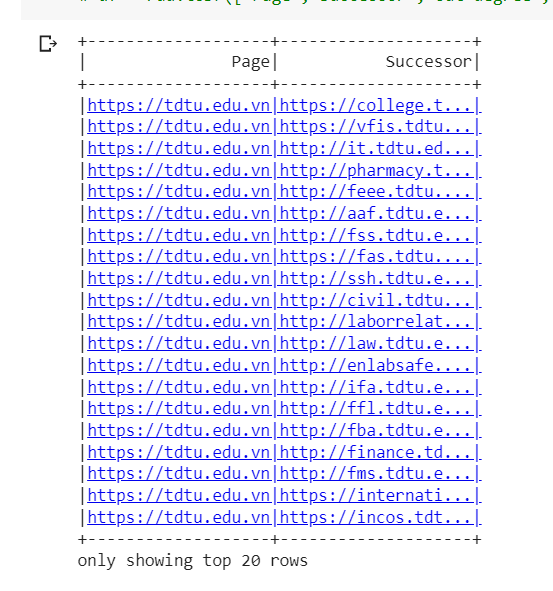 +-------------------+--------------------+
|               Page|           Successor|
+-------------------+--------------------+
|https://tdtu.edu.vn|https://college.t...|
|https://tdtu.edu.vn|https://vfis.tdtu...|
|https://tdtu.edu.vn|http://it.tdtu.ed...|
|https://tdtu.edu.vn|http://pharmacy.t...|
|https://tdtu.edu.vn|http://feee.tdtu....|
|https://tdtu.edu.vn|http://aaf.tdtu.e...|
|https://tdtu.edu.vn|http://fss.tdtu.e...|
|https://tdtu.edu.vn|https://fas.tdtu....|
|https://tdtu.edu.vn|http://ssh.tdtu.e...|
|https://tdtu.edu.vn|http://civil.tdtu...|
|https://tdtu.edu.vn|http://laborrelat...|
|https://tdtu.edu.vn|http://law.tdtu.e...|
|https://tdtu.edu.vn|http://enlabsafe....|
|https://tdtu.edu.vn|http://ifa.tdtu.e...|
|https://tdtu.edu.vn|http://ffl.tdtu.e...|
|https://tdtu.edu.vn|http://fba.tdtu.e...|
|https://tdtu.edu.vn|http://finance.td...|
|https://tdtu.edu.vn|http://fms.tdtu.e...|
|https://tdtu.edu.vn|https://internati...|
|https://tdtu.edu.vn|https://incos.tdt...|
+-------------------+--------------------+
only showing top 20 rows